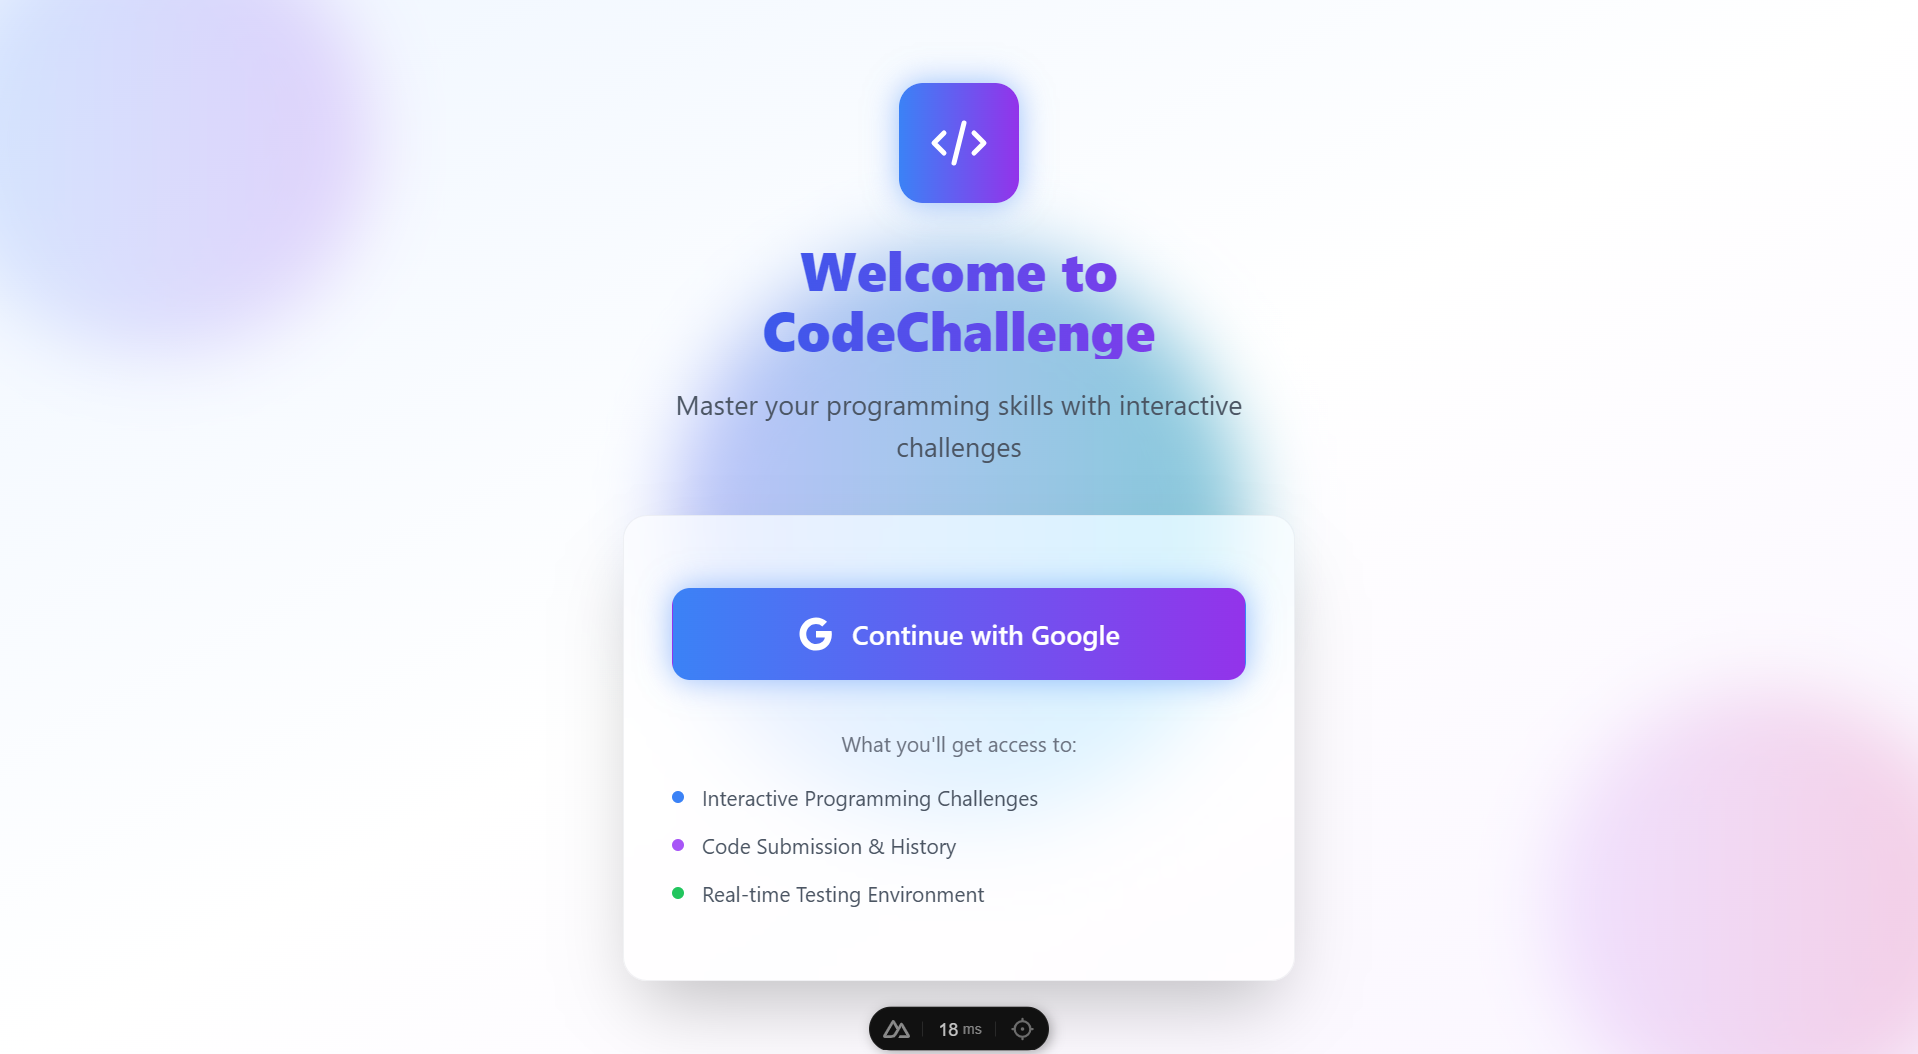 </>
Welcome to
CodeChallenge
Master your programming skills with interactive
challenges
Continue with Google
What you'll get access to:
Interactive Programming Challenges
Code Submission & History
Real-time Testing Environment
18 ms